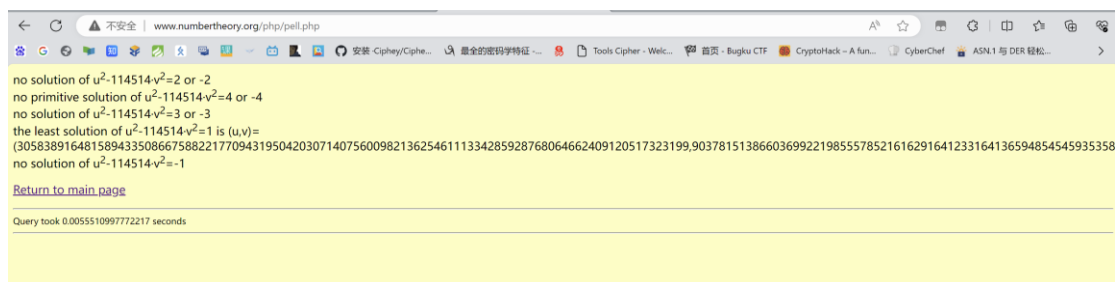 不安全 | www.numbertheory.org/php/pell.php
安装 Ciphey/Ciphe... 最全的密码学特征 -... Tools Cipher - Welc... 首页 - Bugku CTF CryptoHack – A fun... CyberChef ASN.1 与 DER 轻松...
no solution of u²-114514·v²=2 or -2
no primitive solution of u²-114514·v²=4 or -4
no solution of u²-114514·v²=3 or -3
the least solution of u²-114514·v²=1 is (u,v)=
(3058389164815894335086675882217709431950420307140756009821362546111334285928768064662409120517323199,9037815138660369922198555785216162916412331641365948545459353586
no solution of u²-114514·v²=-1
Return to main page
Query took 0.0055510997772217 seconds